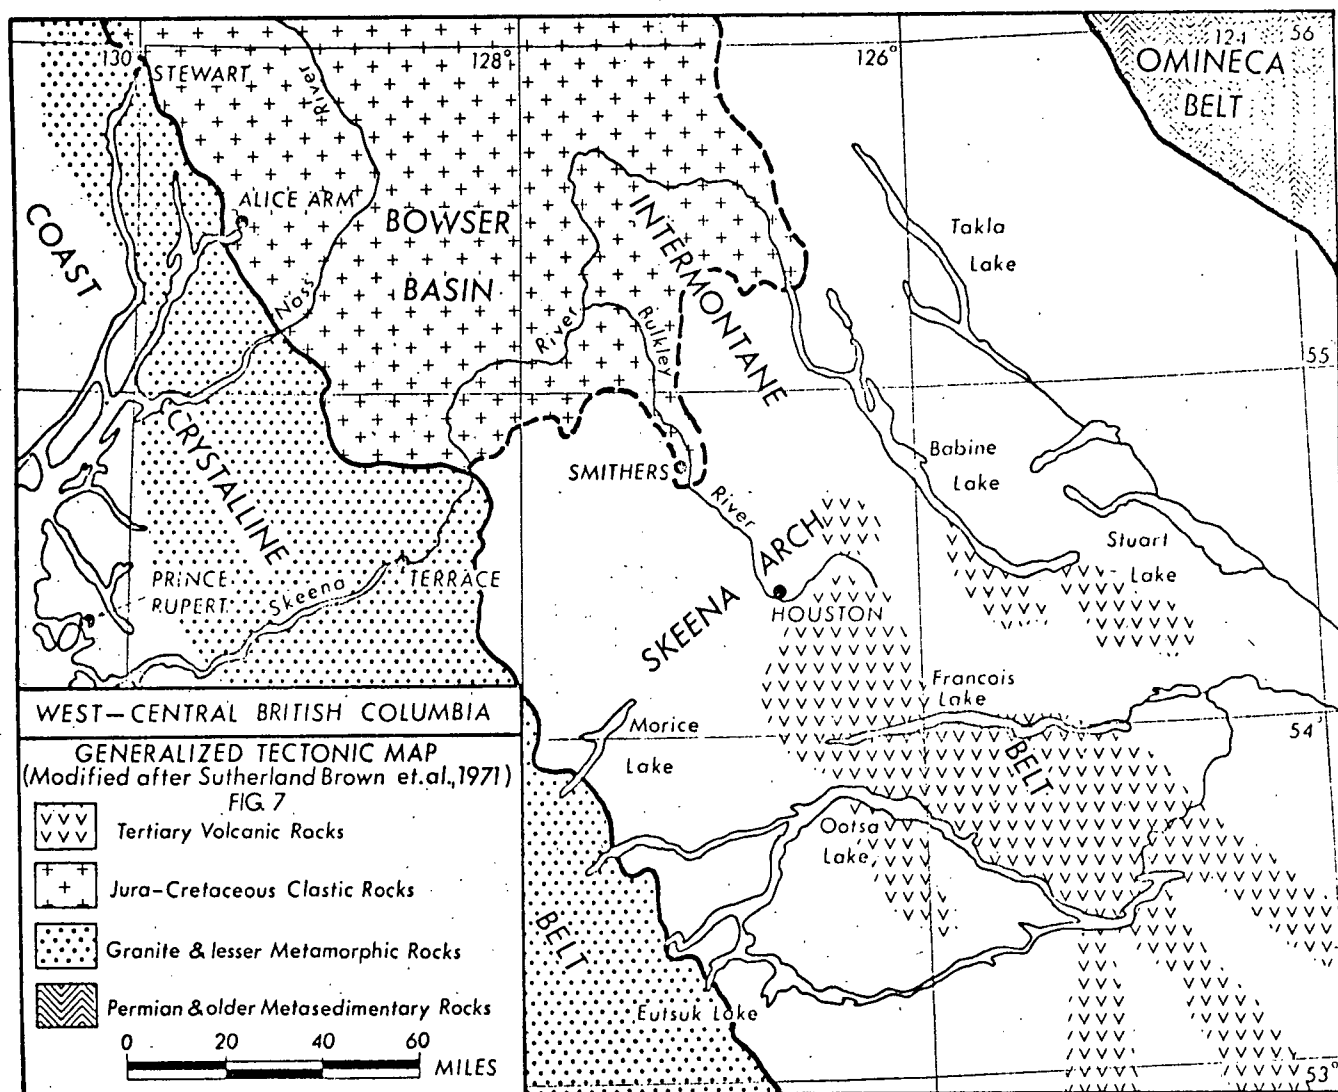 130
128°
126°
124
56
STEWART
River
OMINECA
BELT
ALICE ARM
COAST
BOWSER
BASIN
INTERMONTANE
Takla
Lake
Nass
River
Bulkley
55
CRYSTALLINE
Babine
Lake
SMITHERS
River
ARCH
Stuart
Lake
PRINCE
RUPERT
Skeena
TERRACE
SKEENA
HOUSTON
Francois
Lake
WEST-CENTRAL BRITISH COLUMBIA
Morice
Lake
54
BELT
GENERALIZED TECTONIC MAP
(Modified after Sutherland Brown et.al.,1971)
FIG. 7
Tertiary Volcanic Rocks
Ootsa
Lake
Jura-Cretaceous Clastic Rocks
BELT
Granite & lesser Metamorphic Rocks
Permian & older Metasedimentary Rocks
Eutsuk Lake
0 20 40 60
MILES
53°